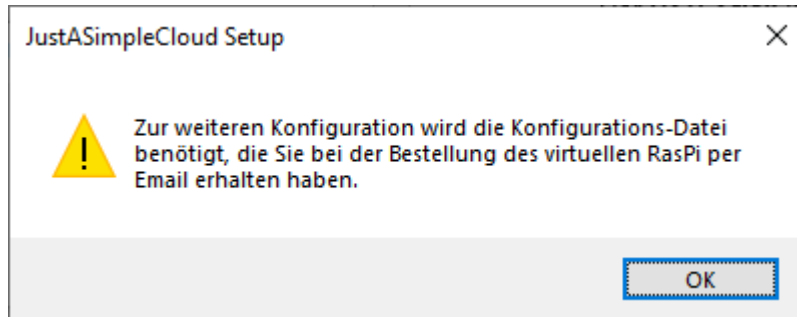 JustASimpleCloud Setup
Zur weiteren Konfiguration wird die Konfigurations-Datei
benötigt, die Sie bei der Bestellung des virtuellen RasPi per
Email erhalten haben.
OK